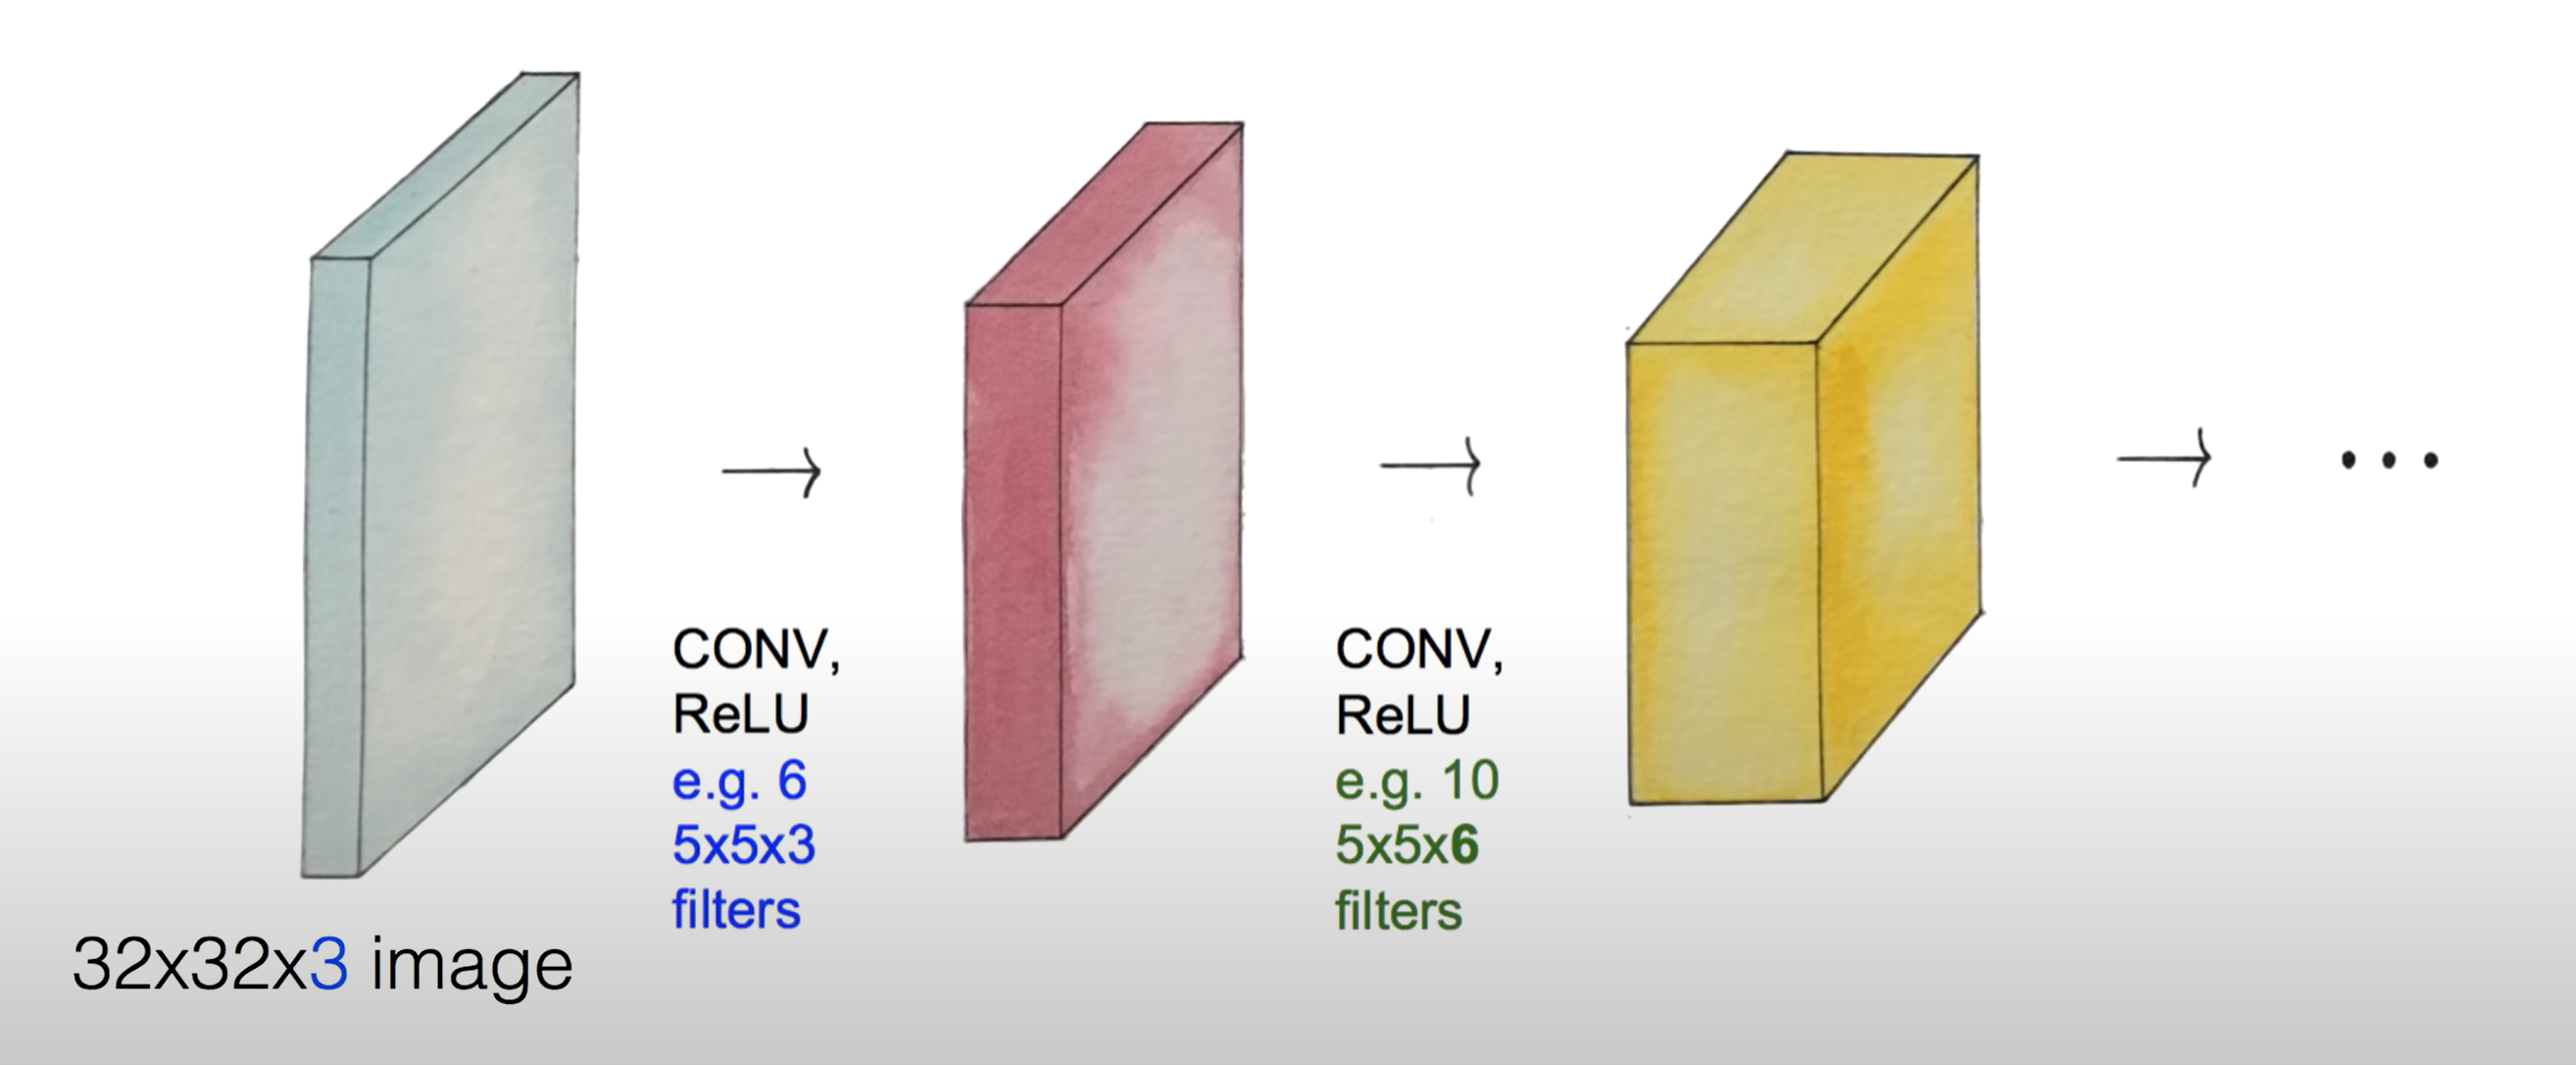 CONV,
ReLU
e.g. 6
5x5x3
filters
CONV,
ReLU
e.g. 10
5x5x6
filters
32x32x3 image